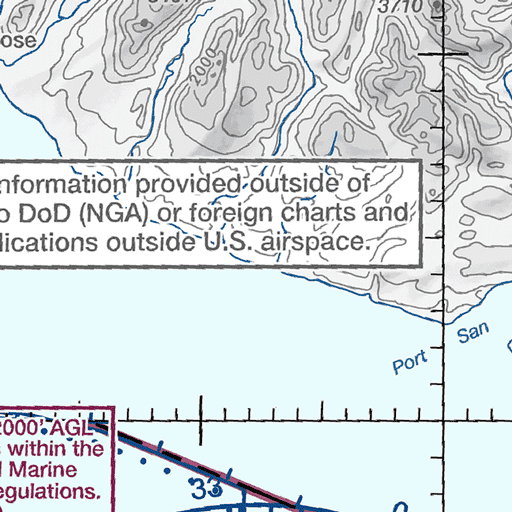 3710
ose
2000
nformation provided outside of
o DoD (NGA) or foreign charts and
lications outside U.S. airspace.
Port San
2000' AGL
s within the
l Marine
egulations.
33